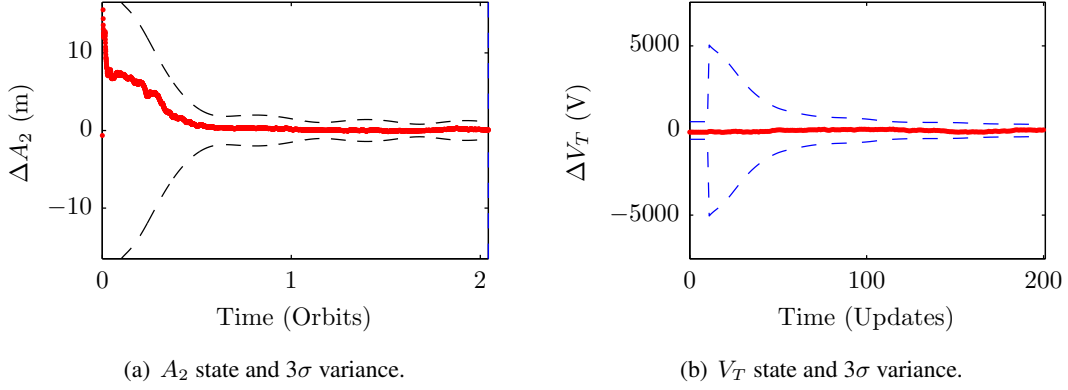 10
0
−10
ΔA₂ (m)
0
1
2
Time (Orbits)
(a) A₂ state and 3σ variance.
5000
0
−5000
ΔV_T (V)
0
100
200
Time (Updates)
(b) V_T state and 3σ variance.